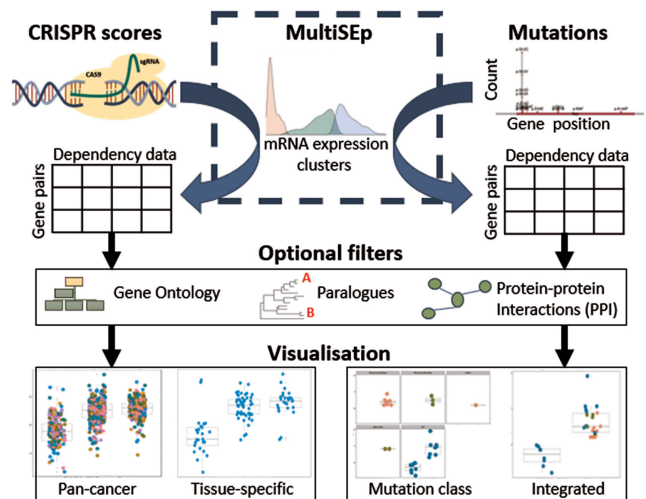 CRISPR scores
MultiSEp
Mutations
CAS9
sgRNA
mRNA expression
clusters
Count
Gene position
Dependency data
Gene pairs
Dependency data
Gene pairs
Optional filters
Gene Ontology
A
B
Paralogues
Protein-protein
Interactions (PPI)
Visualisation
Pan-cancer
Tissue-specific
Mutation class
Integrated